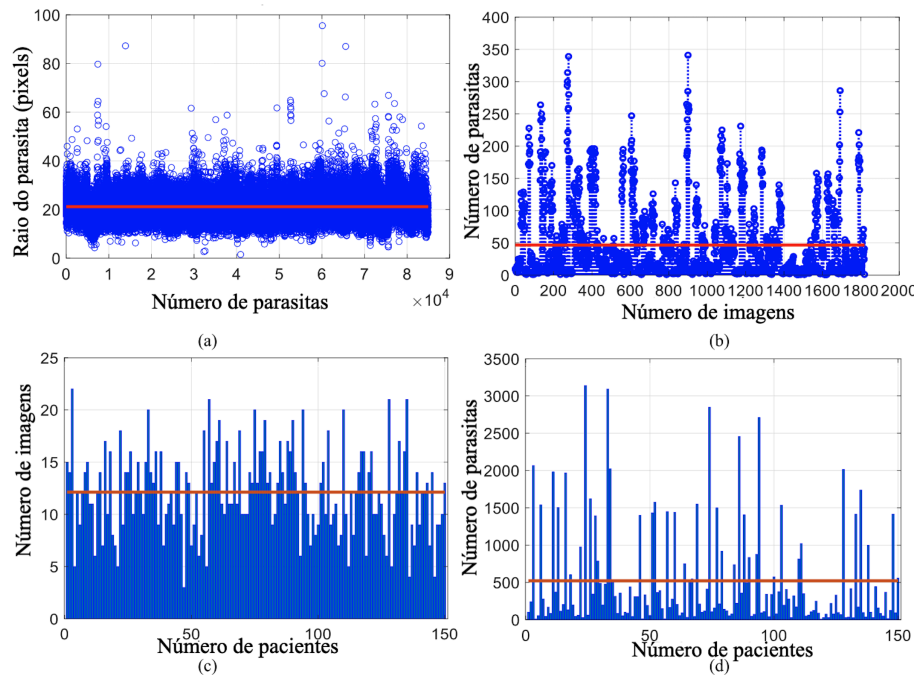 100
80
60
40
20
0
Raio do parasita (pixels)
0 1 2 3 4 5 6 7 8 9
Número de parasitas ×10⁴
(a)
400
350
300
250
200
150
100
50
0
Número de parasitas
0 200 400 600 800 1000 1200 1400 1600 1800 2000
Número de imagens
(b)
25
20
15
10
5
0
Número de imagens
0 50 100 150
Número de pacientes
(c)
3500
3000
2500
2000
1500
1000
500
0
Número de parasitas
0 50 100 150
Número de pacientes
(d)